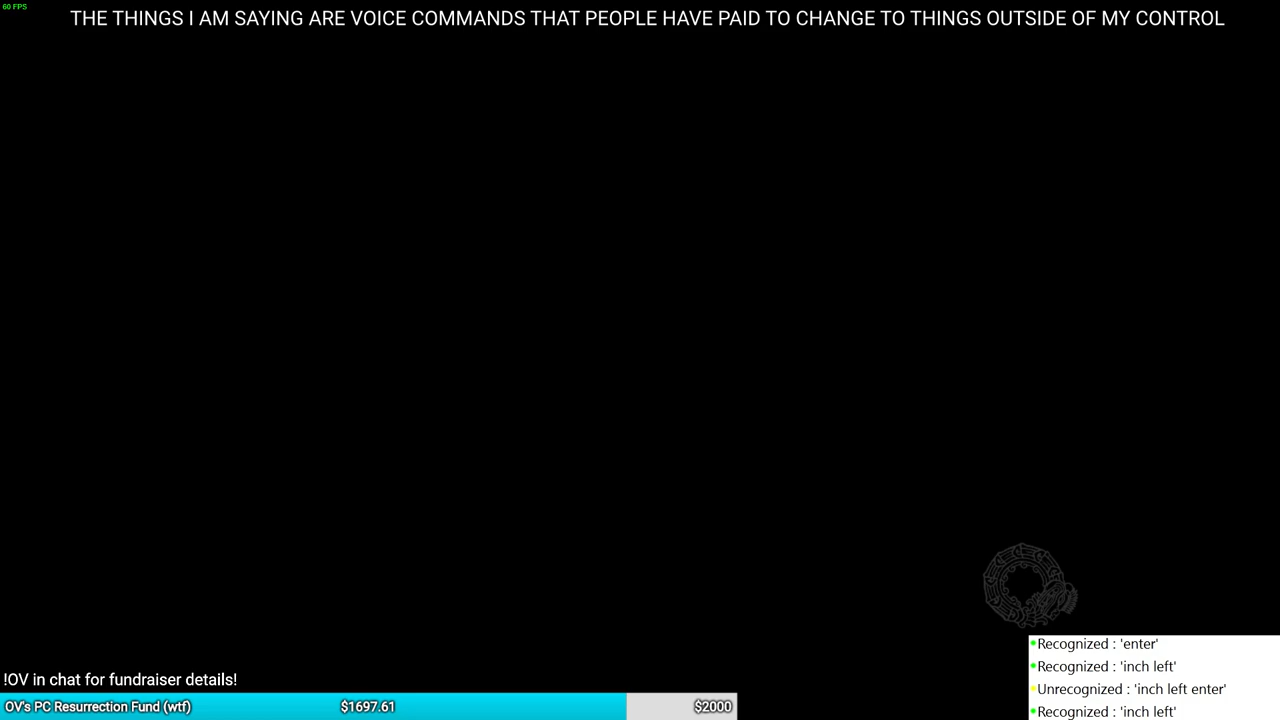 60 FPS
THE THINGS I AM SAYING ARE VOICE COMMANDS THAT PEOPLE HAVE PAID TO CHANGE TO THINGS OUTSIDE OF MY CONTROL
Recognized : 'enter'
Recognized : 'inch left'
Unrecognized : 'inch left enter'
Recognized : 'inch left'
!OV in chat for fundraiser details!
OV's PC Resurrection Fund (wtf) $1697.61 $2000